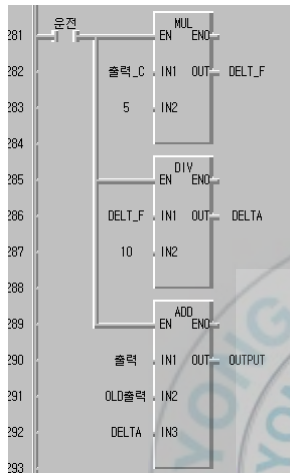 281 운전 MUL
EN ENO
282 출력_C IN1 OUT DELT_F
283 5 IN2
284
285 DIV
EN ENO
286 DELT_F IN1 OUT DELTA
287 10 IN2
288
289 ADD
EN ENO
290 출력 IN1 OUT OUTPUT
291 OLD출력 IN2
292 DELTA IN3
293
YONG